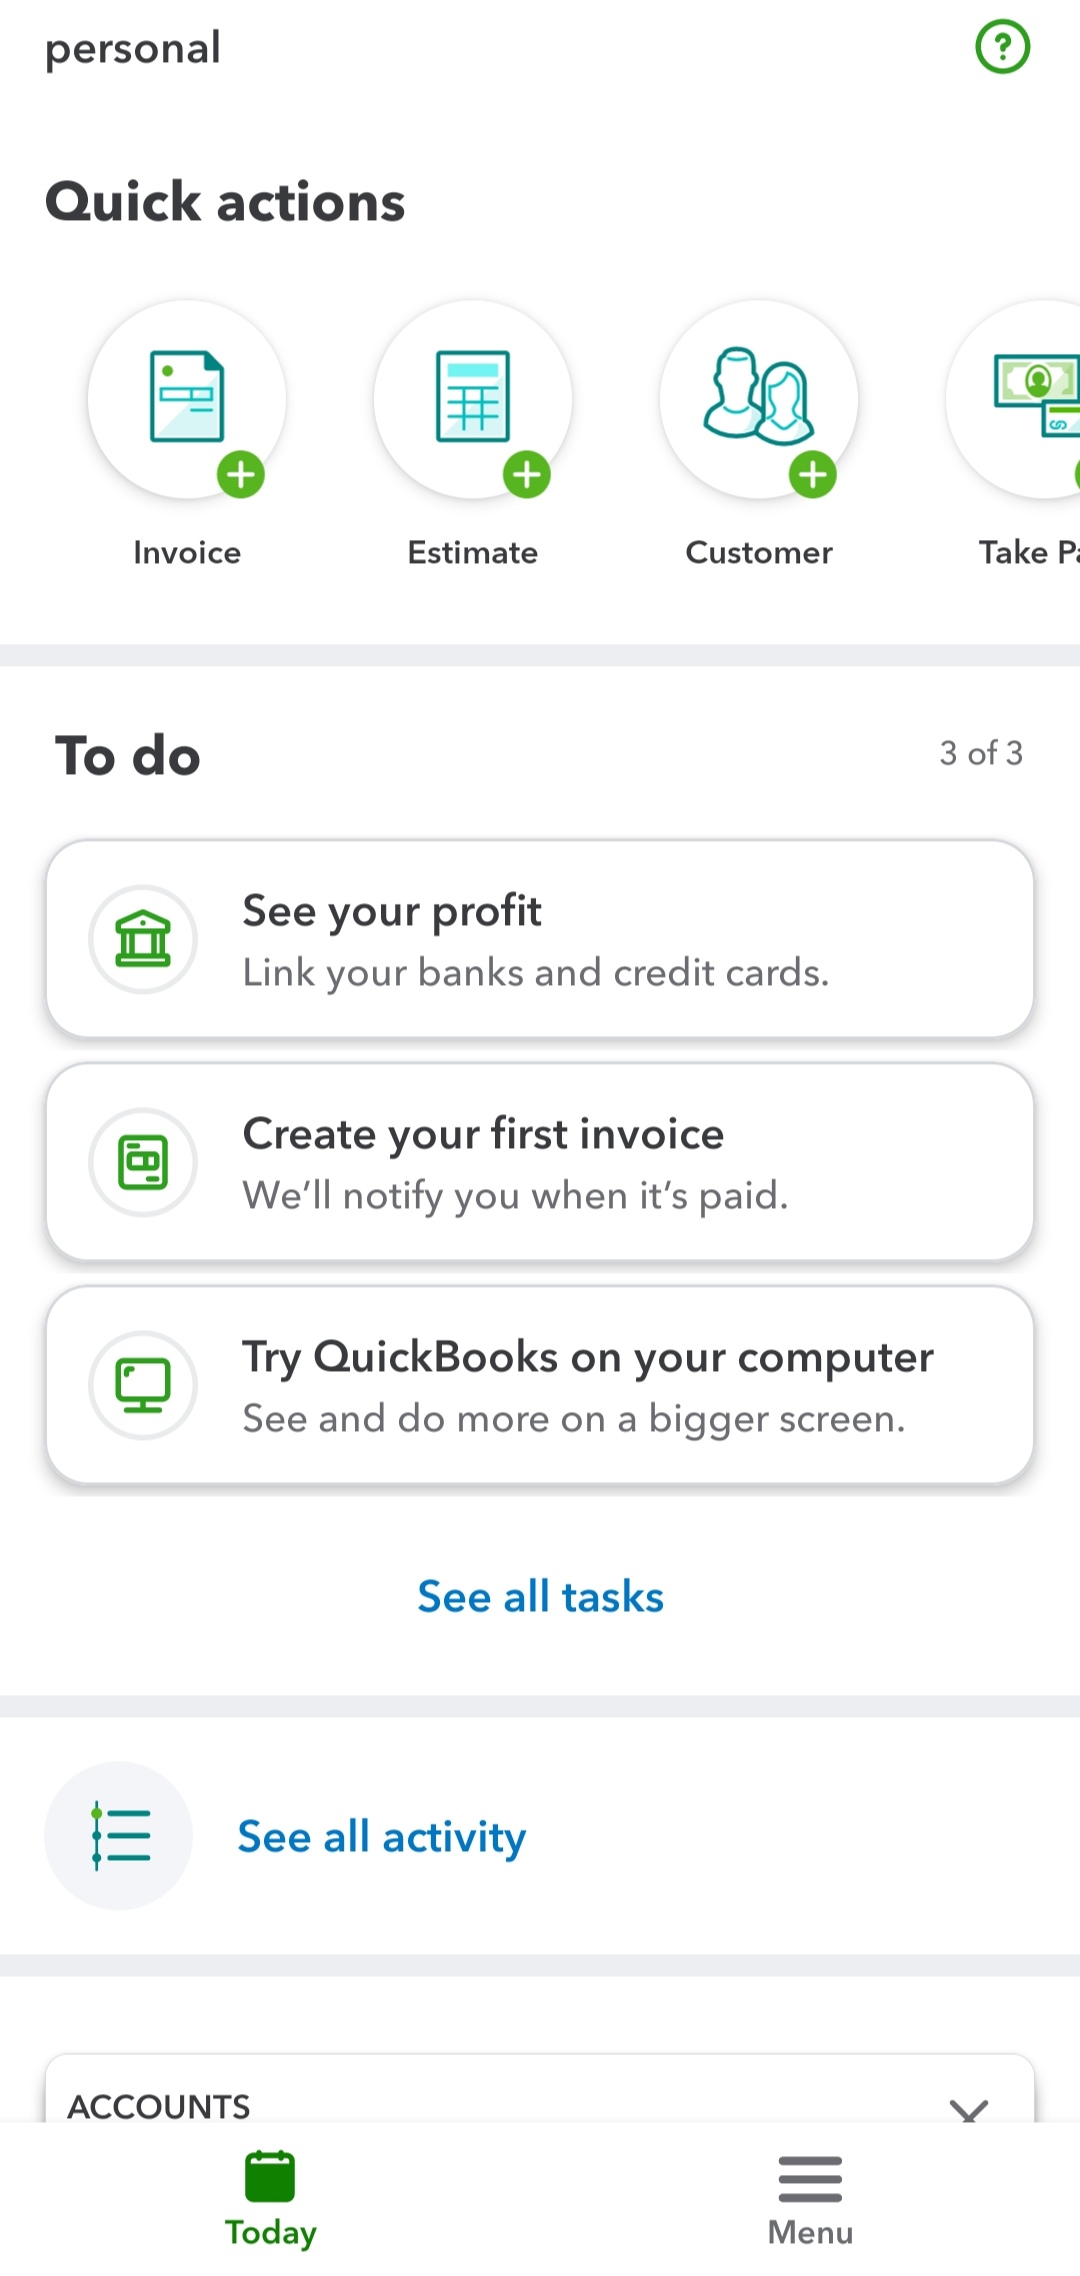 personal
Quick actions
Invoice
Estimate
Customer
Take
To do
3 of 3
See your profit
Link your banks and credit cards.
Create your first invoice
We’ll notify you when it’s paid.
Try QuickBooks on your computer
See and do more on a bigger screen.
See all tasks
See all activity
ACCOUNTS
Today
Menu